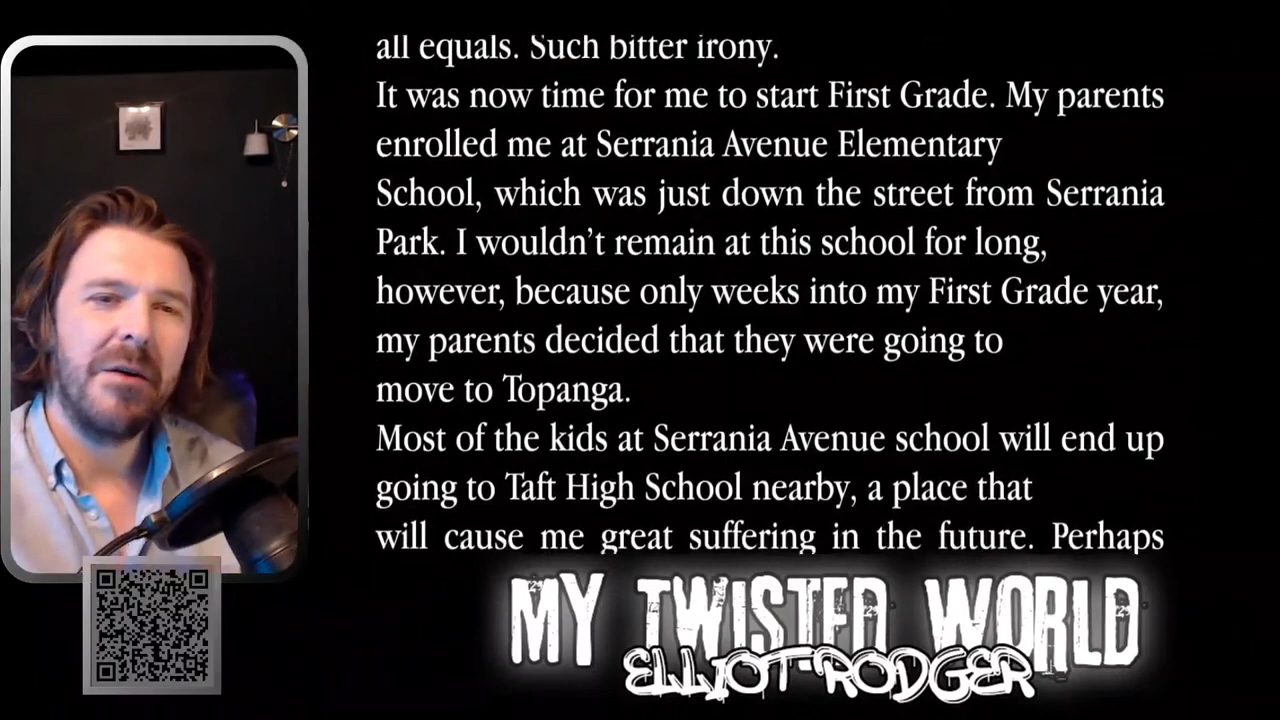 all equals. Such bitter irony.
It was now time for me to start First Grade. My parents
enrolled me at Serrania Avenue Elementary
School, which was just down the street from Serrania
Park. I wouldn’t remain at this school for long,
however, because only weeks into my First Grade year,
my parents decided that they were going to
move to Topanga.
Most of the kids at Serrania Avenue school will end up
going to Taft High School nearby, a place that
will cause me great suffering in the future. Perhaps
MY TWISTED WORLD
ELLIOT RODGER